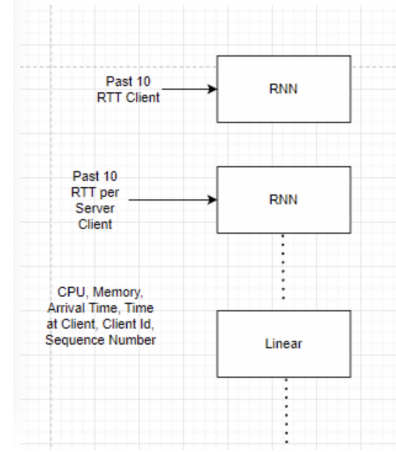 Past 10
RTT Client
RNN
Past 10
RTT per
Server
Client
RNN
CPU, Memory,
Arrival Time, Time
at Client, Client Id,
Sequence Number
Linear